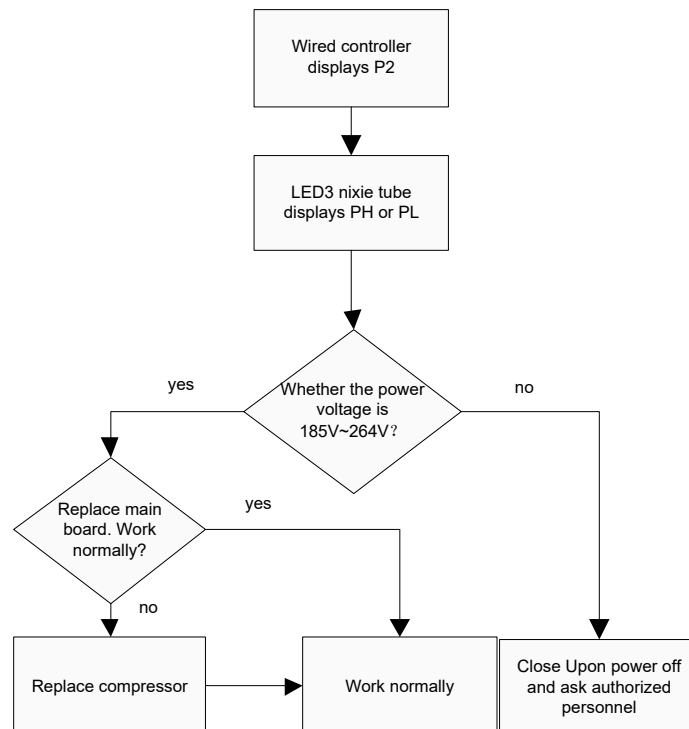 Wired controller
displays P2
LED3 nixie tube
displays PH or PL
Whether the power
voltage is
185V~264V?
yes
no
Replace main
board. Work
normally?
yes
no
Replace compressor
Work normally
Close Upon power off
and ask authorized
personnel